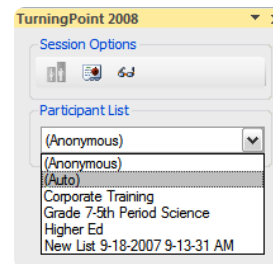 TurningPoint 2008
Session Options
Participant List
(Anonymous)
(Anonymous)
(Auto)
Corporate Training
Grade 7-5th Period Science
Higher Ed
New List 9-18-2007 9-13-31 AM